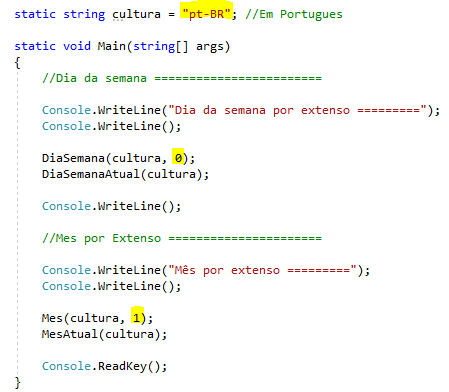 static string cultura = "pt-BR"; //Em Portugues
static void Main(string[] args)
{
//Dia da semana ========================
Console.WriteLine("Dia da semana por extenso =========");
Console.WriteLine();
DiaSemana(cultura, 0);
DiaSemanaAtual(cultura);
Console.WriteLine();
//Mes por Extenso ======================
Console.WriteLine("Mês por extenso =========");
Console.WriteLine();
Mes(cultura, 1);
MesAtual(cultura);
Console.ReadKey();
}